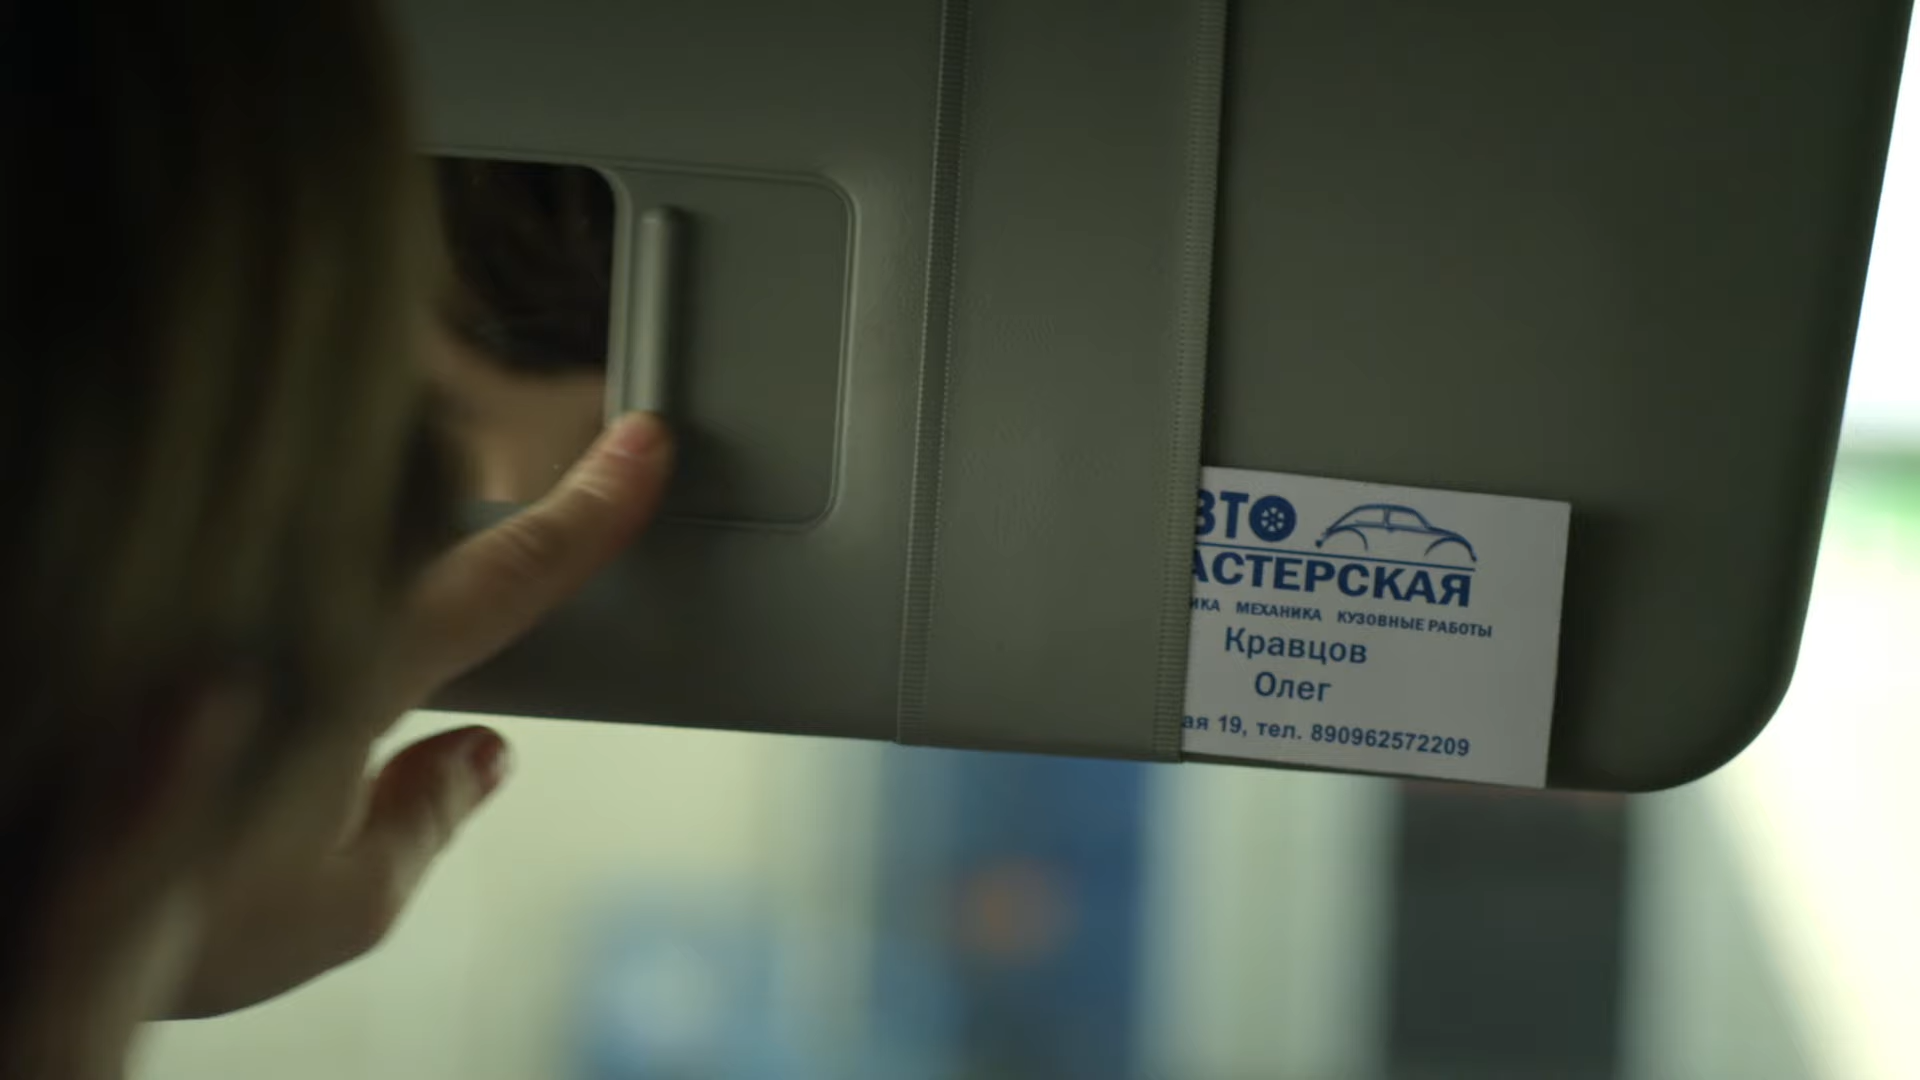 ВТО
АСТЕРСКАЯ
ИКА МЕХАНИКА КУЗОВНЫЕ РАБОТЫ
Кравцов
Олег
ая 19, тел. 890962572209